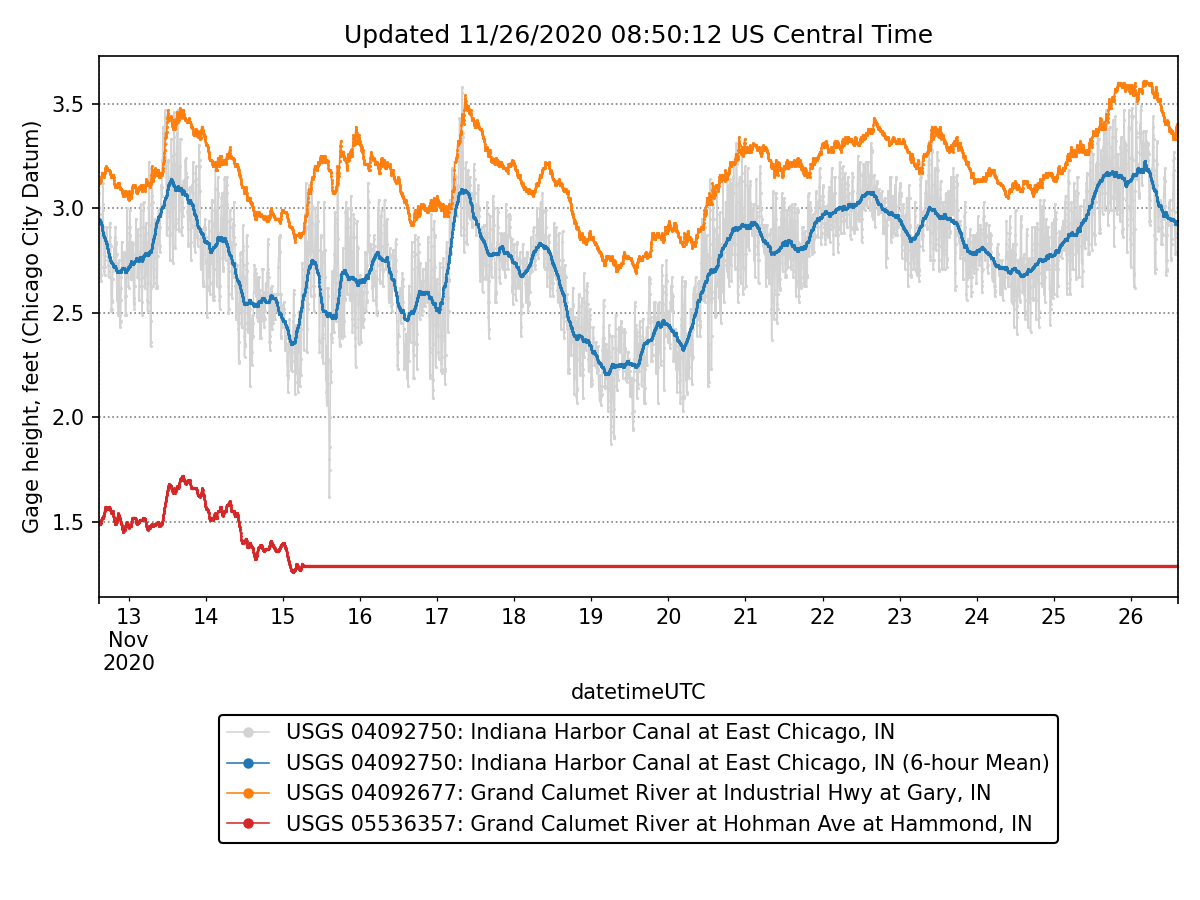 Updated 11/26/2020 08:50:12 US Central Time
Gage height, feet (Chicago City Datum)
3.5
3.0
2.5
2.0
1.5
13 14 15 16 17 18 19 20 21 22 23 24 25 26
Nov
2020
datetimeUTC
USGS 04092750: Indiana Harbor Canal at East Chicago, IN
USGS 04092750: Indiana Harbor Canal at East Chicago, IN (6-hour Mean)
USGS 04092677: Grand Calumet River at Industrial Hwy at Gary, IN
USGS 05536357: Grand Calumet River at Hohman Ave at Hammond, IN